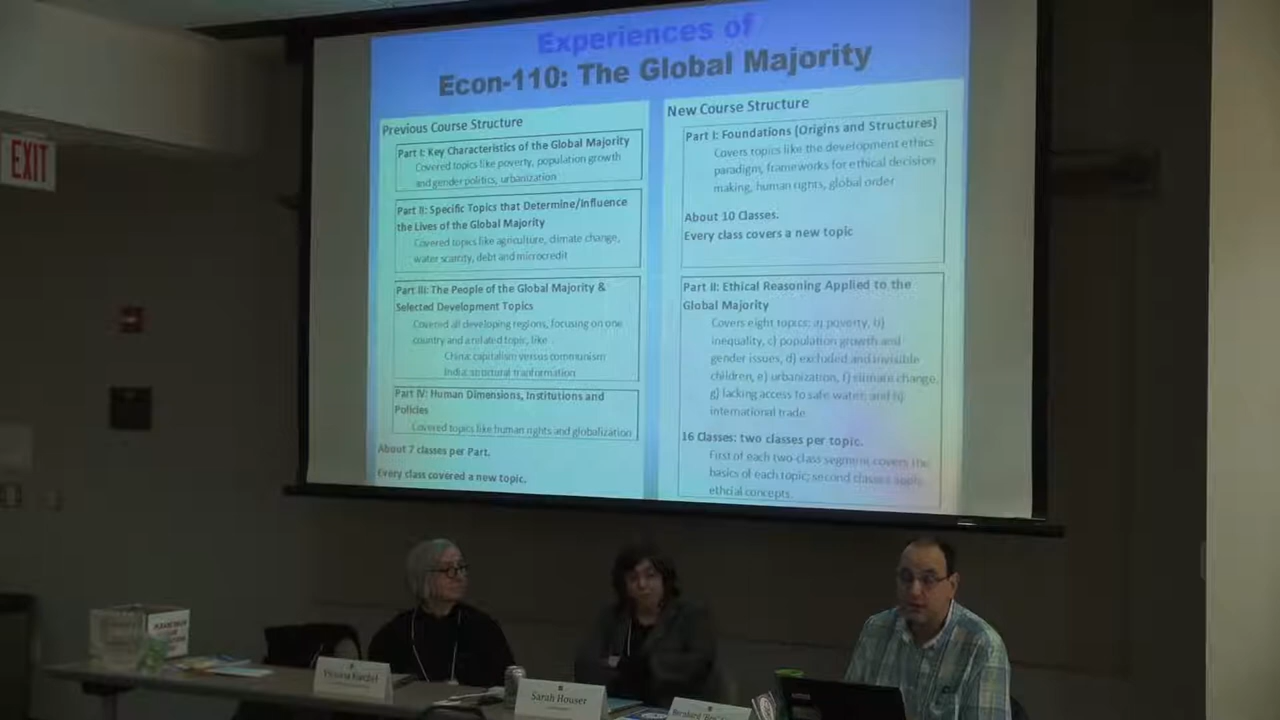 Experiences of
Econ-110: The Global Majority
Previous Course Structure
Part I: Key Characteristics of the Global Majority
Covered topics like poverty, population growth
and gender politics, urbanization
Part II: Specific Topics that Determine/Influence
the Lives of the Global Majority
Covered topics like agriculture, climate change,
water scarcity, debt and microcredit
Part III: The People of the Global Majority &
Selected Development Topics
Covered all developing regions, focusing on one
country and a related topic, like
China: capitalism versus communism
India: structural
Part IV: Human Dimensions, Institutions and
Policies
Covered topics like human rights and globalization
About 7 classes per Part.
Every class covered a new topic.
New Course Structure
Part I: Foundations (Origins and Structures)
Covers topics like the development ethics
paradigm, frameworks for ethical decision
making, human rights, global order
About 10 Classes.
Every class covers a new topic
Part II: Ethical Reasoning Applied to the
Global Majority
Covers eight topics: a) poverty, b)
inequality, c) population growth and
gender issues, d) excluded and invisible
children, e) urbanization, f) climate change,
g) lacking access to safe water, and h)
international trade.
16 Classes: two classes per topic.
First of each two-class segment covers the
basics of each topic; second classes apply
ethcial concepts.
EXIT
Sarah Houser